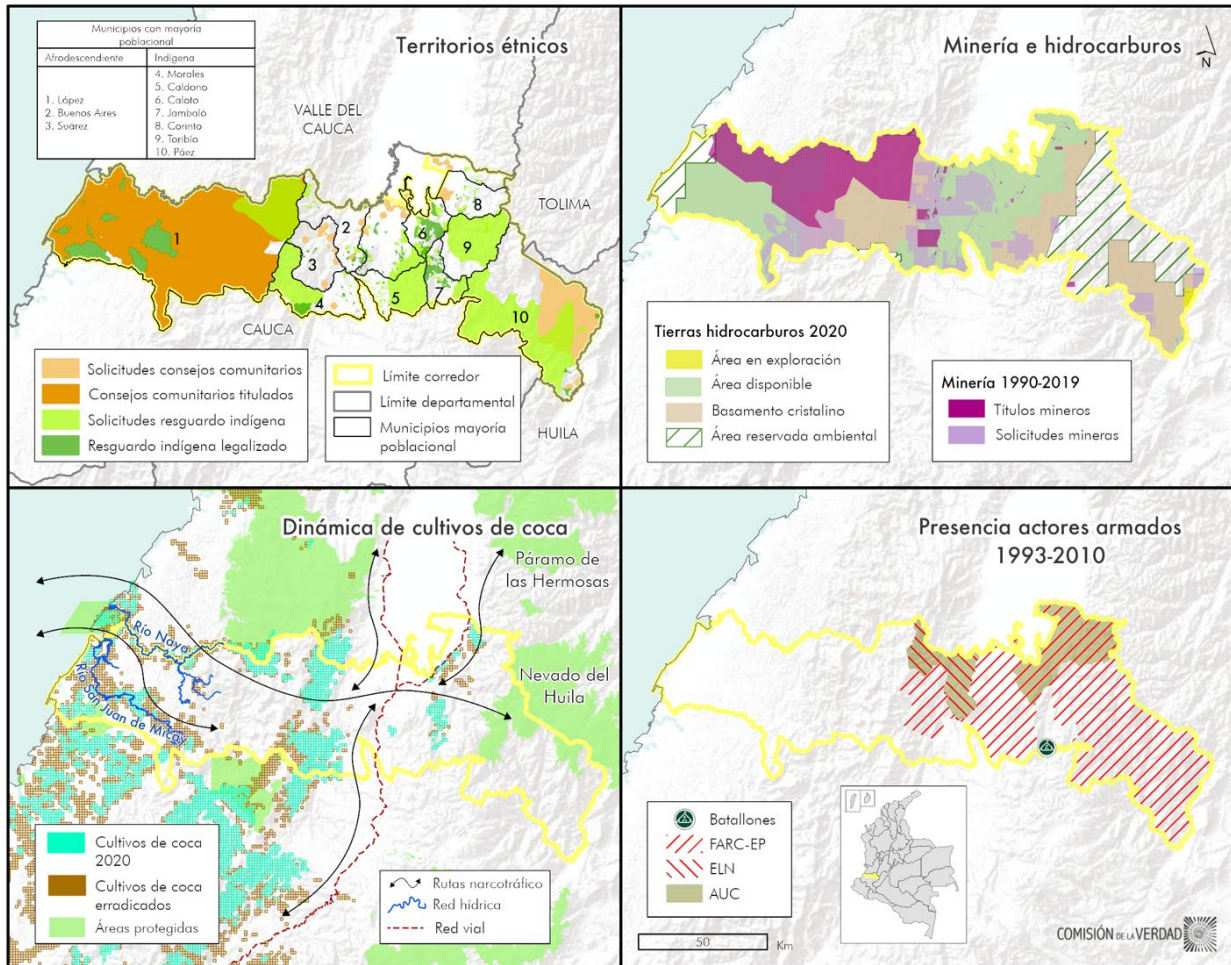 Municipios con mayoría
poblacional
Afrodescendiente
Indígena
1. López
2. Buenos Aires
3. Suárez
4. Morales
5. Caldono
6. Caloto
7. Jambaló
8. Corinto
9. Toribío
10. Páez
Territorios étnicos
VALLE DEL
CAUCA
TOLIMA
CAUCA
HUILA
1
2
3
4
5
6
7
8
9
10
Solicitudes consejos comunitarios
Consejos comunitarios titulados
Solicitudes resguardo indígena
Resguardo indígena legalizado
Límite corredor
Límite departamental
Municipios mayoría
poblacional
Minería e hidrocarburos
N
Tierras hidrocarburos 2020
Área en exploración
Área disponible
Basamento cristalino
Área reservada ambiental
Minería 1990-2019
Títulos mineros
Solicitudes mineras
Dinámica de cultivos de coca
Páramo de
las Hermosas
Río Naya
Río San Juan de Micay
Nevado del
Huila
Cultivos de coca
2020
Cultivos de coca
erradicados
Áreas protegidas
Rutas narcotráfico
Red hídrica
Red vial
Presencia actores armados
1993-2010
Batallones
FARC-EP
ELN
AUC
50
Km
COMISIÓN DE LA VERDAD